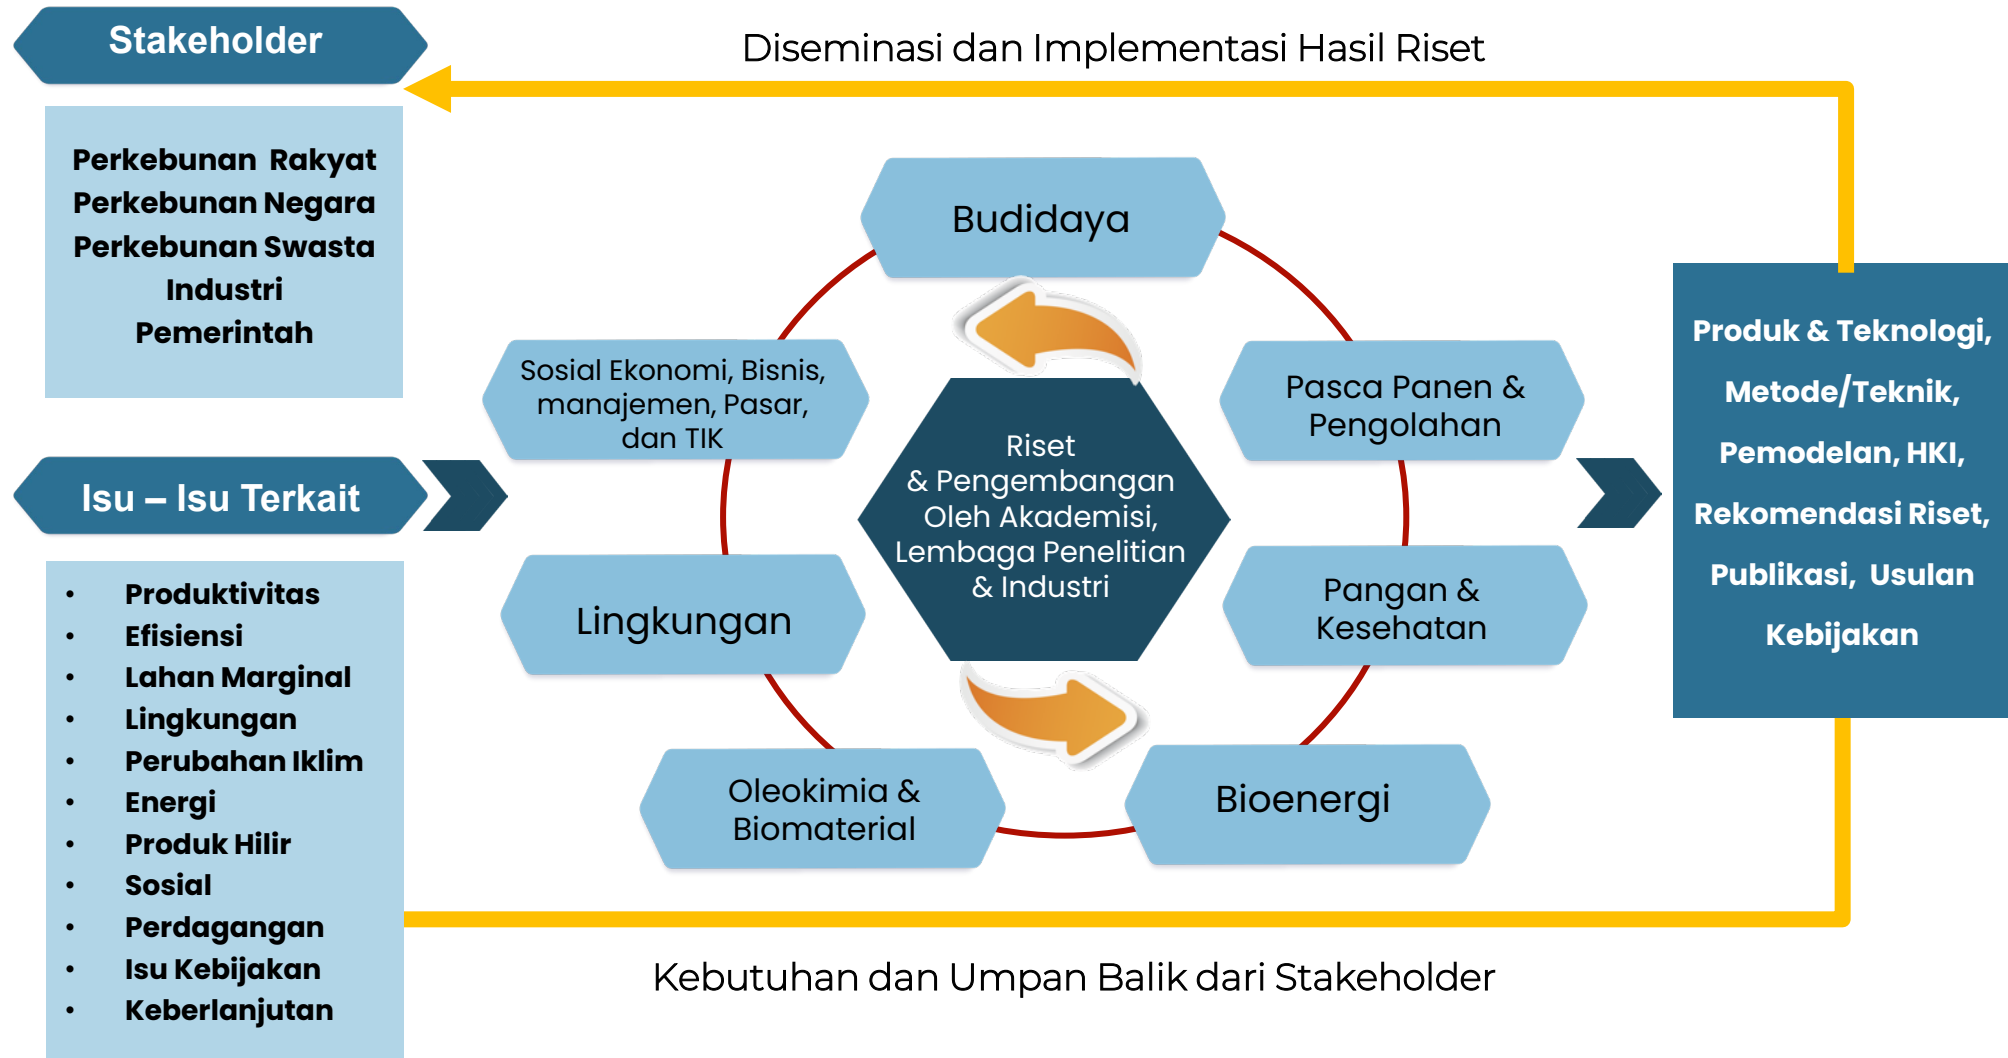 Stakeholder
Diseminasi dan Implementasi Hasil Riset
Perkebunan Rakyat
Perkebunan Negara
Perkebunan Swasta
Industri
Pemerintah
Isu – Isu Terkait
• Produktivitas
• Efisiensi
• Lahan Marginal
• Lingkungan
• Perubahan Iklim
• Energi
• Produk Hilir
• Sosial
• Perdagangan
• Isu Kebijakan
• Keberlanjutan
Budidaya
Sosial Ekonomi, Bisnis,
manajemen, Pasar,
dan TIK
Pasca Panen &
Pengolahan
Riset
& Pengembangan
Oleh Akademisi,
Lembaga Penelitian
& Industri
Lingkungan
Pangan &
Kesehatan
Oleokimia &
Biomaterial
Bioenergi
Produk & Teknologi,
Metode/Teknik,
Pemodelan, HKI,
Rekomendasi Riset,
Publikasi, Usulan
Kebijakan
Kebutuhan dan Umpan Balik dari Stakeholder